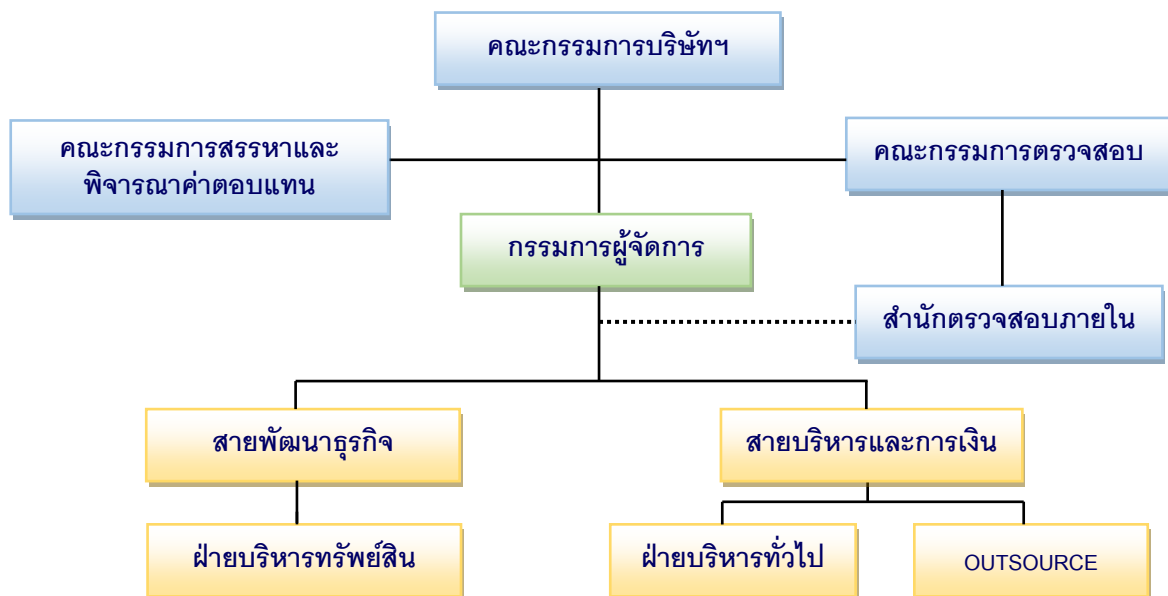 คณะกรรมการบริษัทฯ
คณะกรรมการสรรหาและ
พิจารณาค่าตอบแทน
คณะกรรมการตรวจสอบ
กรรมการผู้จัดการ
สำนักตรวจสอบภายใน
สายพัฒนาธุรกิจ
สายบริหารและการเงิน
ฝ่ายบริหารทรัพย์สิน
ฝ่ายบริหารทั่วไป
OUTSOURCE